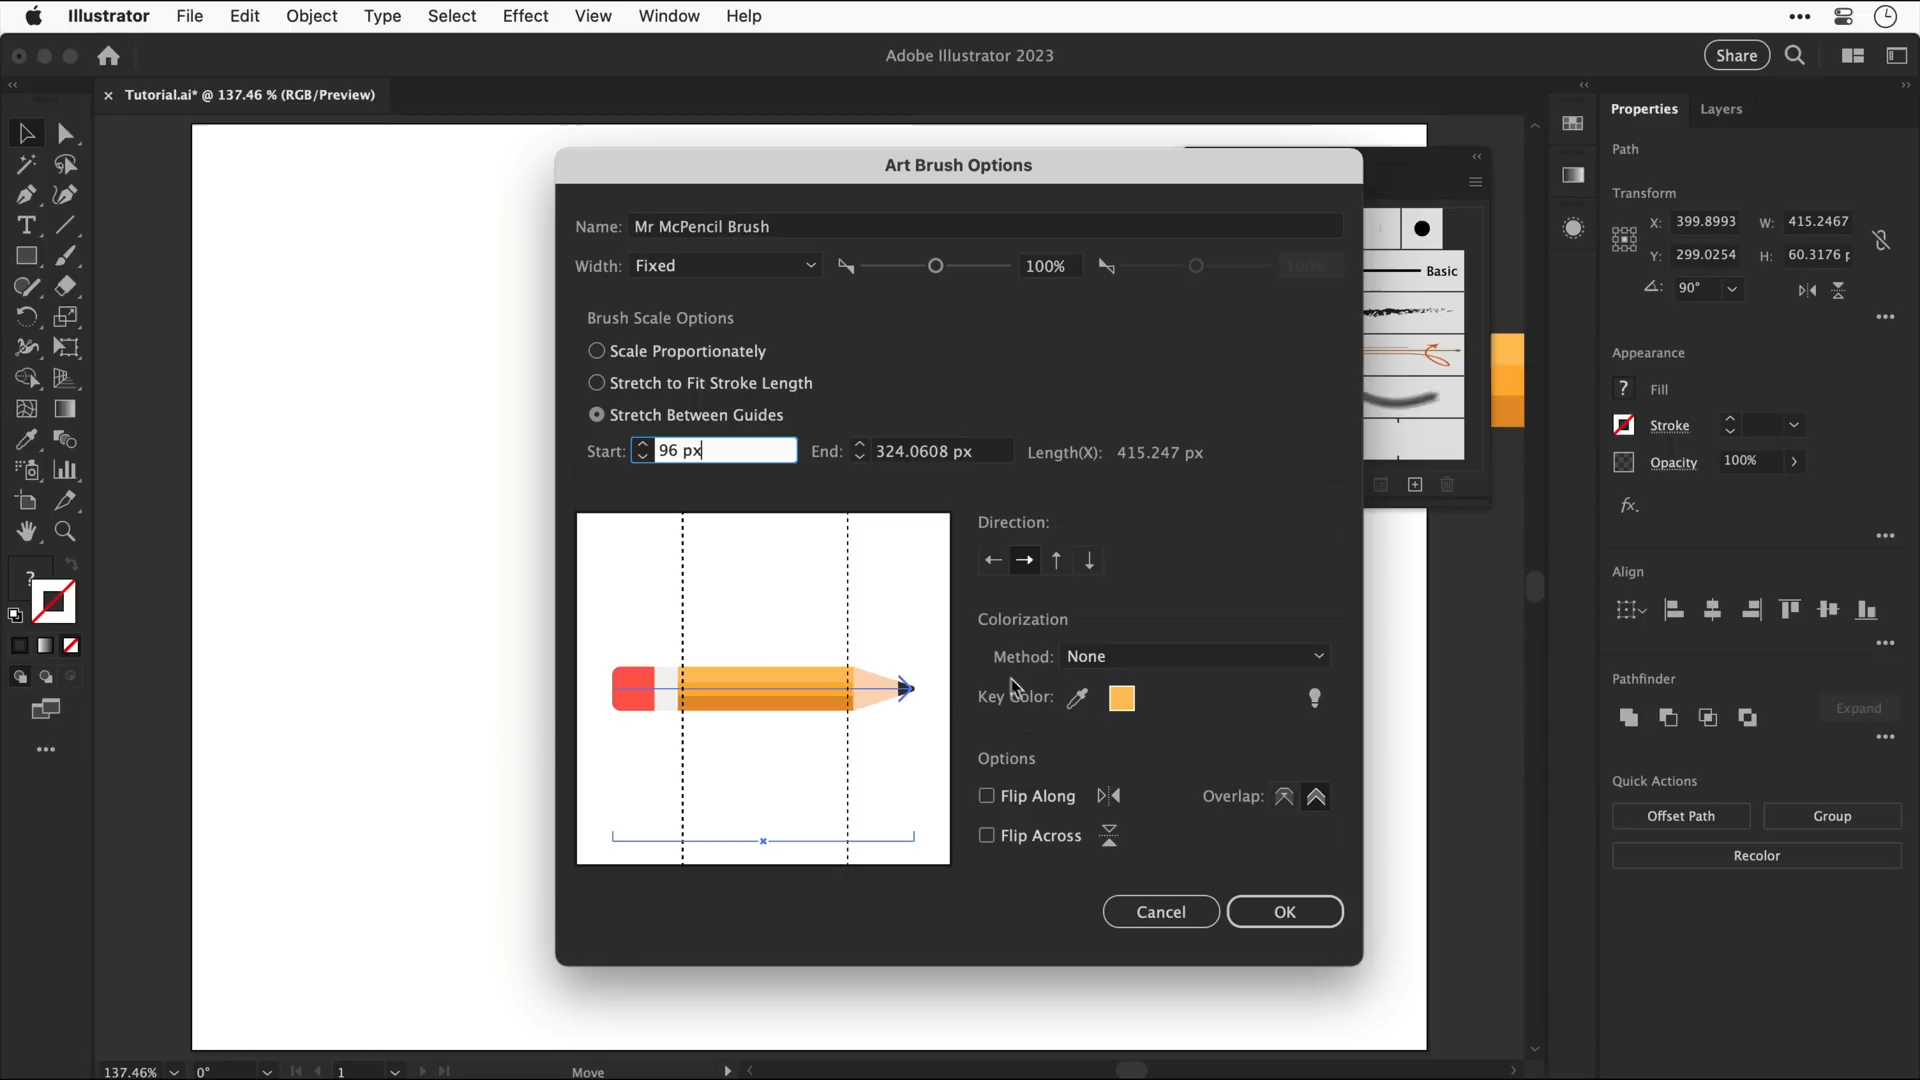 Illustrator File Edit Object Type Select Effect View Window Help
Adobe Illustrator 2023
Share
Tutorial.ai* @ 137.46 % (RGB/Preview)
Properties Layers
Path
Transform
X: 399.8993 W: 415.2467
Y: 299.0254 H: 60.3176 p
90°
Appearance
? Fill
Stroke
Opacity 100%
fx.
Align
Pathfinder
Expand
Quick Actions
Offset Path Group
Recolor
Basic
Art Brush Options
Name: Mr McPencil Brush
Width: Fixed 100% 100%
Brush Scale Options
Scale Proportionately
Stretch to Fit Stroke Length
Stretch Between Guides
Start: 96 px End: 324.0608 px Length(X): 415.247 px
Direction:
Colorization
Method: None
Key Color:
Options
Flip Along Overlap:
Flip Across
Cancel OK
?
137.46% 0° 1 Move